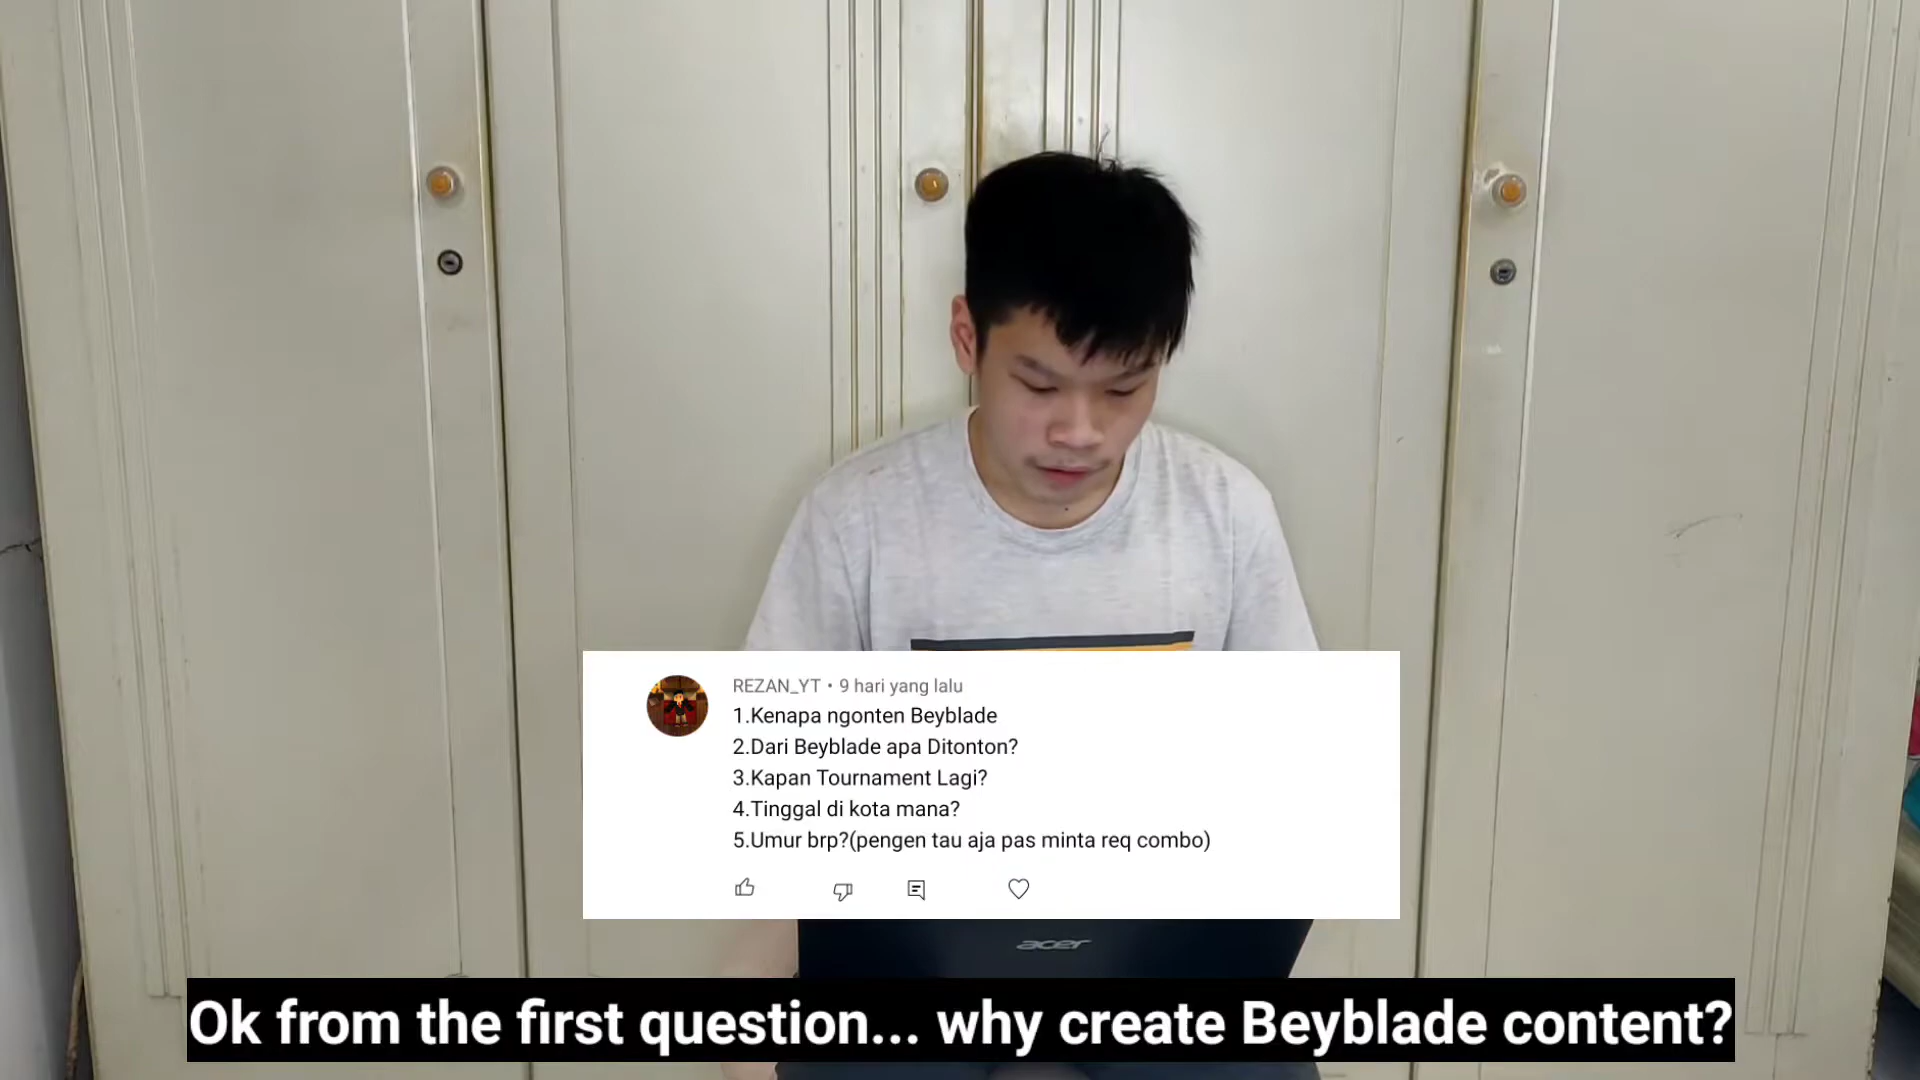 REZAN_YT • 9 hari yang lalu
1.Kenapa ngonten Beyblade
2.Dari Beyblade apa Ditonton?
3.Kapan Tournament Lagi?
4.Tinggal di kota mana?
5.Umur brp?(pengen tau aja pas minta req combo)
acer
Ok from the first question... why create Beyblade content?